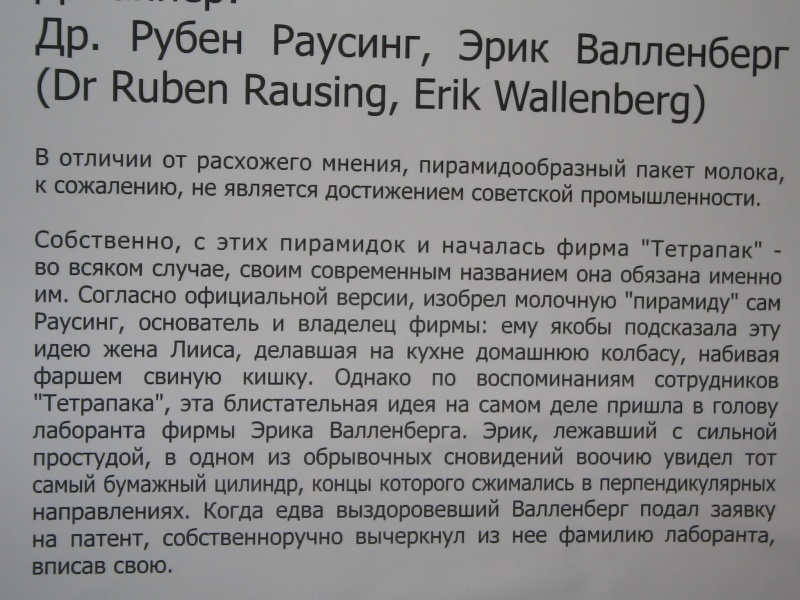 Др. Рубен Раусинг, Эрик Валленберг
(Dr Ruben Rausing, Erik Wallenberg)
В отличии от расхожего мнения, пирамидообразный пакет молока,
к сожалению, не является достижением советской промышленности.
Собственно, с этих пирамидок и началась фирма "Тетрапак" -
во всяком случае, своим современным названием она обязана именно
им. Согласно официальной версии, изобрел молочную "пирамиду" сам
Раусинг, основатель и владелец фирмы: ему якобы подсказала эту
идею жена Лииса, делавшая на кухне домашнюю колбасу, набивая
фаршем свиную кишку. Однако по воспоминаниям сотрудников
"Тетрапака", эта блистательная идея на самом деле пришла в голову
лаборанта фирмы Эрика Валленберга. Эрик, лежавший с сильной
простудой, в одном из обрывочных сновидений воочию увидел тот
самый бумажный цилиндр, концы которого сжимались в перпендикулярных
направлениях. Когда едва выздоровевший Валленберг подал заявку
на патент, собственноручно вычеркнул из нее фамилию лаборанта,
вписав свою.